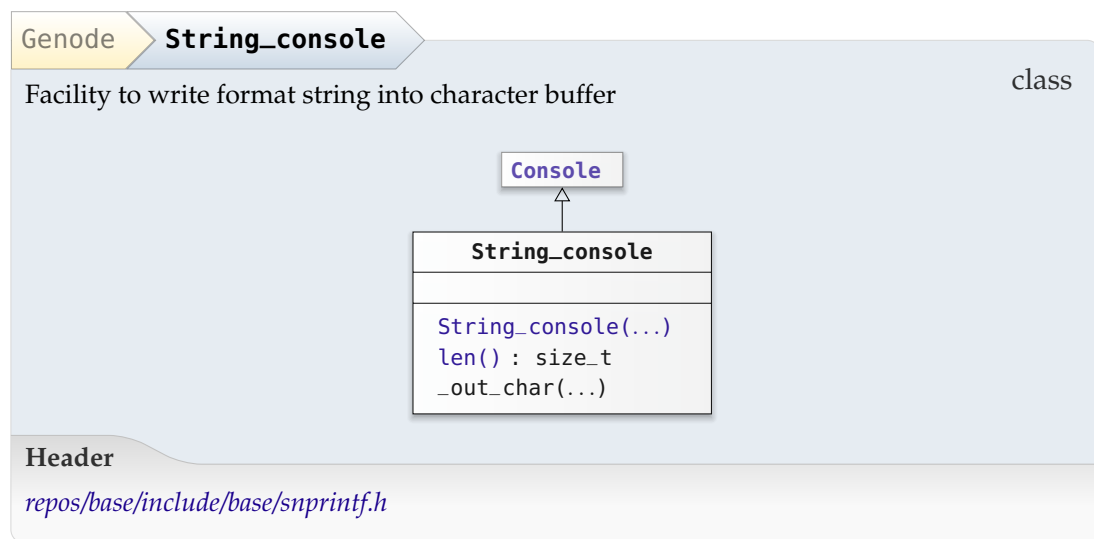 Genode String_console
class
Facility to write format string into character buffer
Console
String_console
String_console(...)
len() : size_t
_out_char(...)
Header
repos/base/include/base/snprintf.h